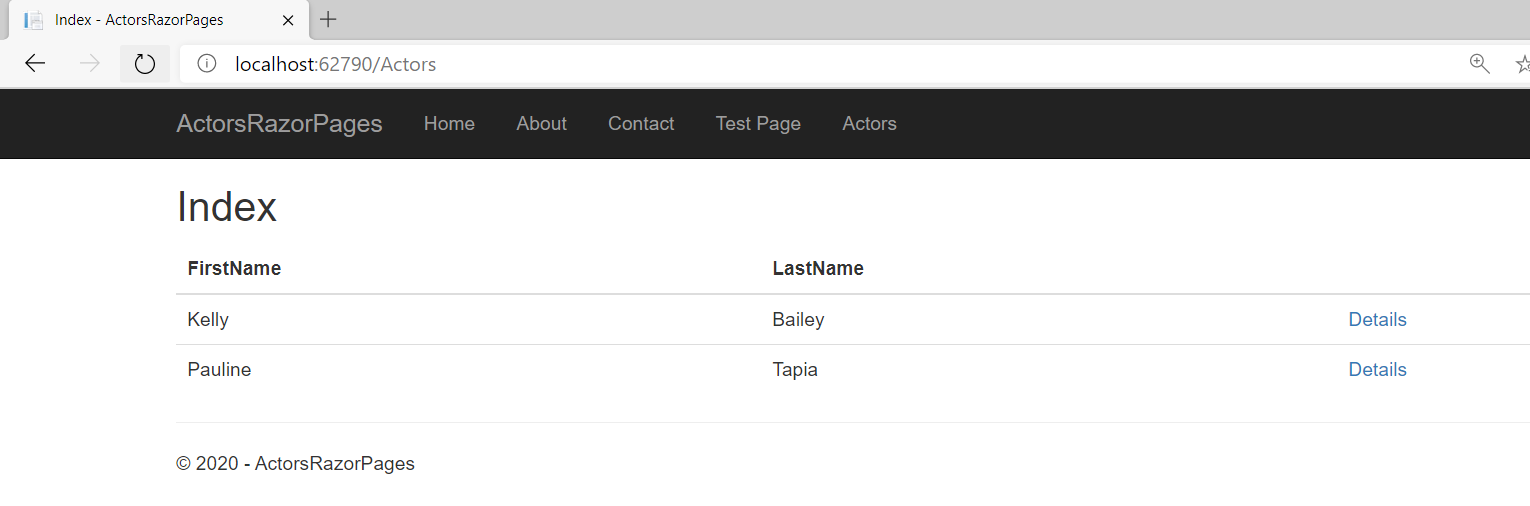 Index - ActorsRazorPages
localhost:62790/Actors
ActorsRazorPages Home About Contact Test Page Actors
Index
FirstName LastName
Kelly Bailey Details
Pauline Tapia Details
© 2020 - ActorsRazorPages